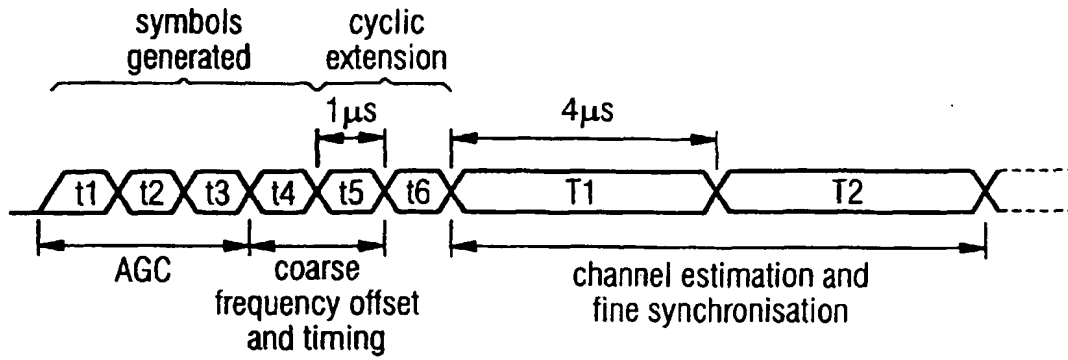 symbols generated
cyclic extension
1μs
4μs
t1 t2 t3 t4 t5 t6 T1 T2
AGC
coarse frequency offset and timing
channel estimation and fine synchronisation